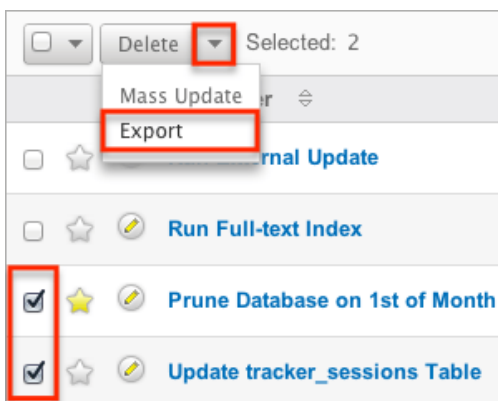 Delete Selected: 2
Mass Update
Export
rnal Update
Run Full-text Index
Prune Database on 1st of Month
Update tracker_sessions Table